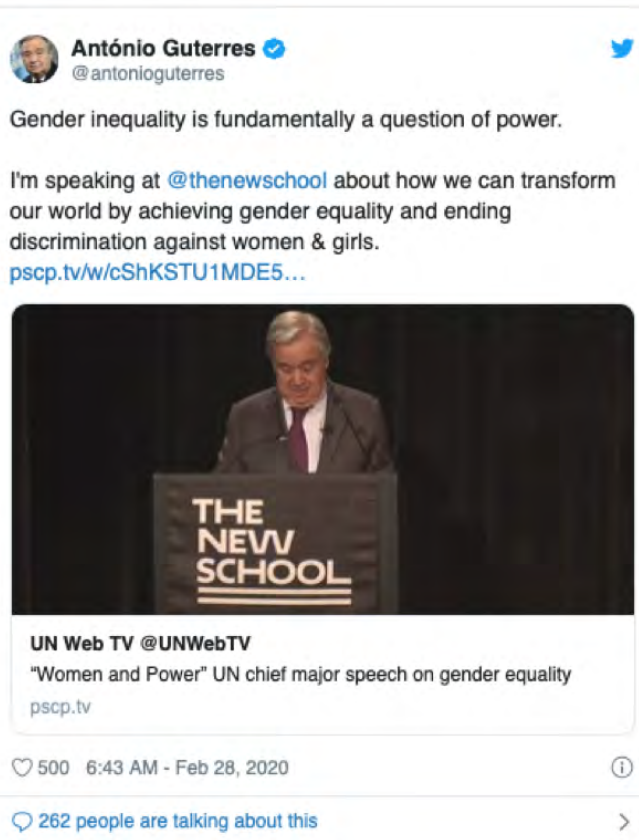 António Guterres
@antonioguterres
Gender inequality is fundamentally a question of power.
I'm speaking at @thenewschool about how we can transform
our world by achieving gender equality and ending
discrimination against women & girls.
pscp.tv/w/cShKSTU1MDE5…
THE
NEW
SCHOOL
UN Web TV @UNWebTV
“Women and Power” UN chief major speech on gender equality
pscp.tv
500 6:43 AM - Feb 28, 2020
262 people are talking about this